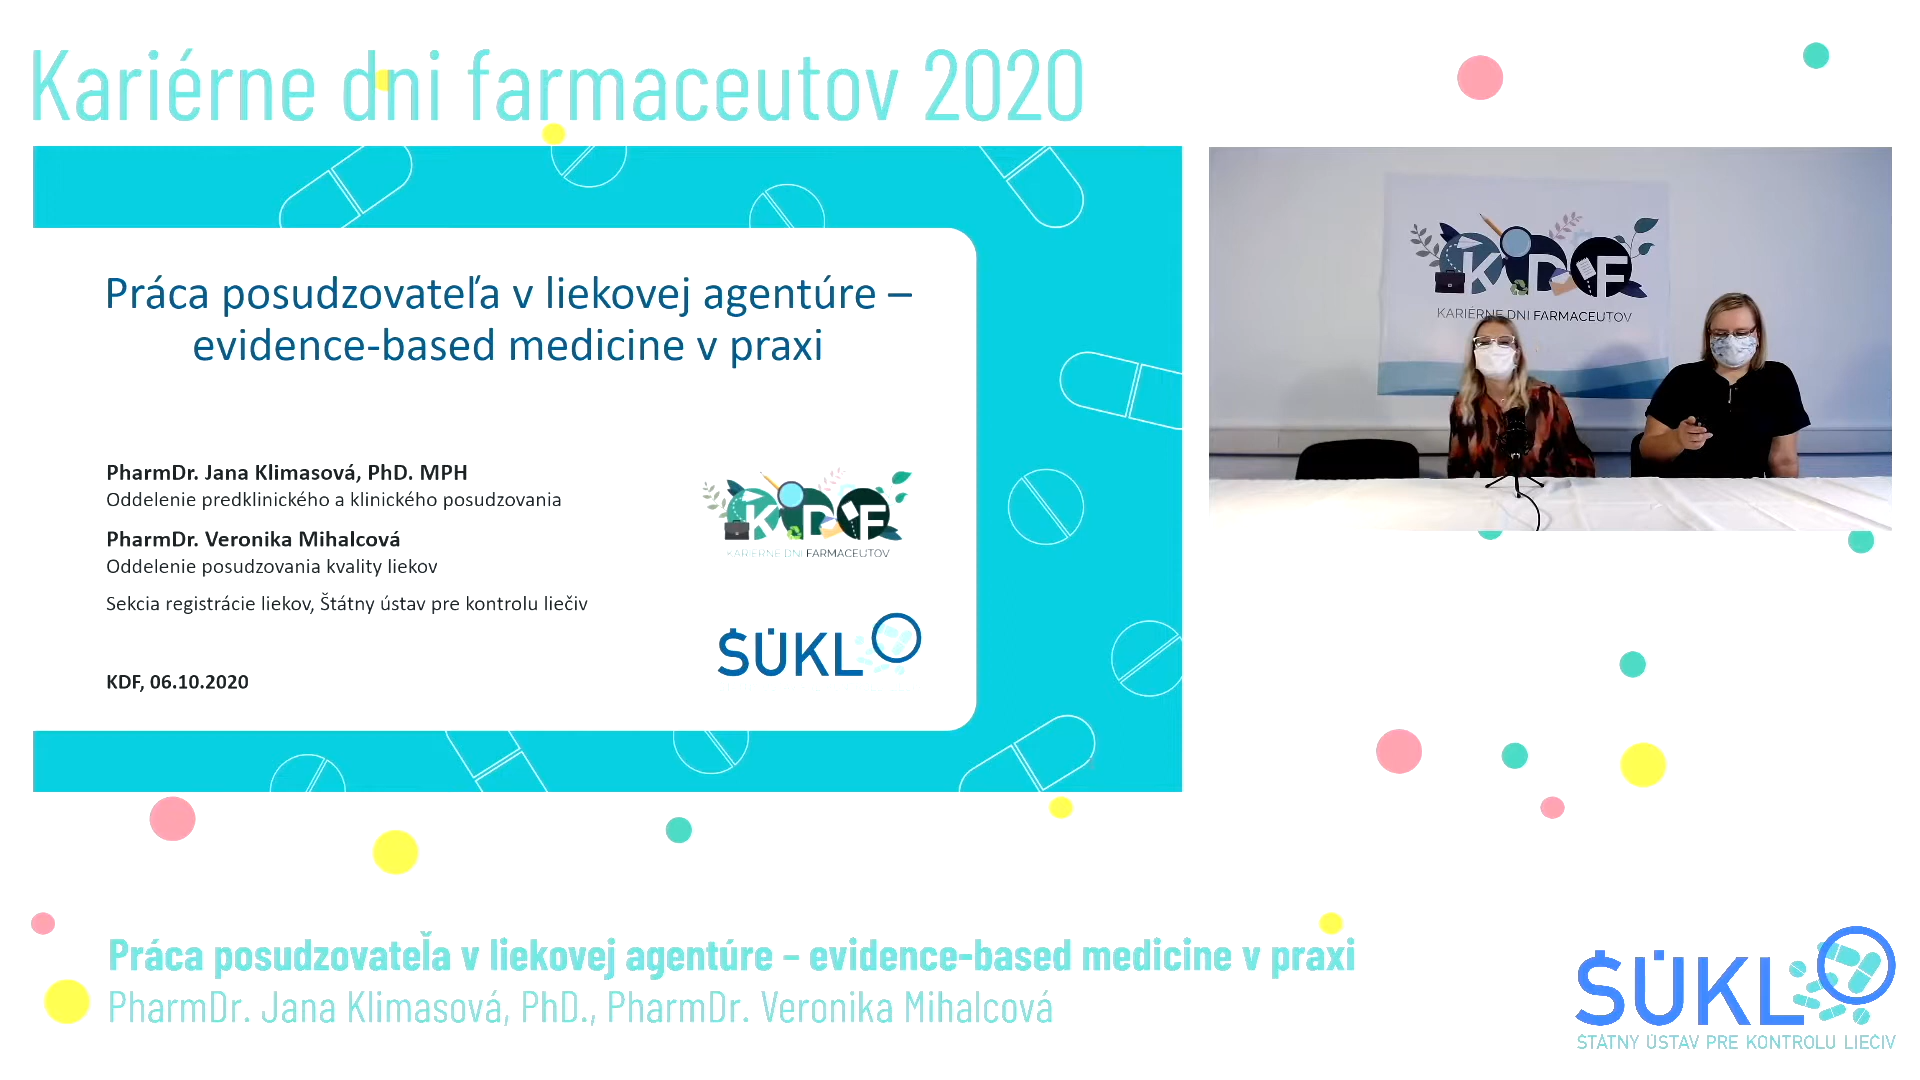 Kariérne dni farmaceutov 2020
Práca posudzovateľa v liekovej agentúre –
evidence-based medicine v praxi
PharmDr. Jana Klimasová, PhD. MPH
Oddelenie predklinického a klinického posudzovania
PharmDr. Veronika Mihalcová
Oddelenie posudzovania kvality liekov
Sekcia registrácie liekov, Štátny ústav pre kontrolu liečiv
KDF, 06.10.2020
KDF
KARIÉRNE DNI FARMACEUTOV
ŠÚKL
KDF
KARIÉRNE DNI FARMACEUTOV
Práca posudzovateľa v liekovej agentúre – evidence-based medicine v praxi
PharmDr. Jana Klimasová, PhD., PharmDr. Veronika Mihalcová
ŠÚKL
ŠTÁTNY ÚSTAV PRE KONTROLU LIEČIV